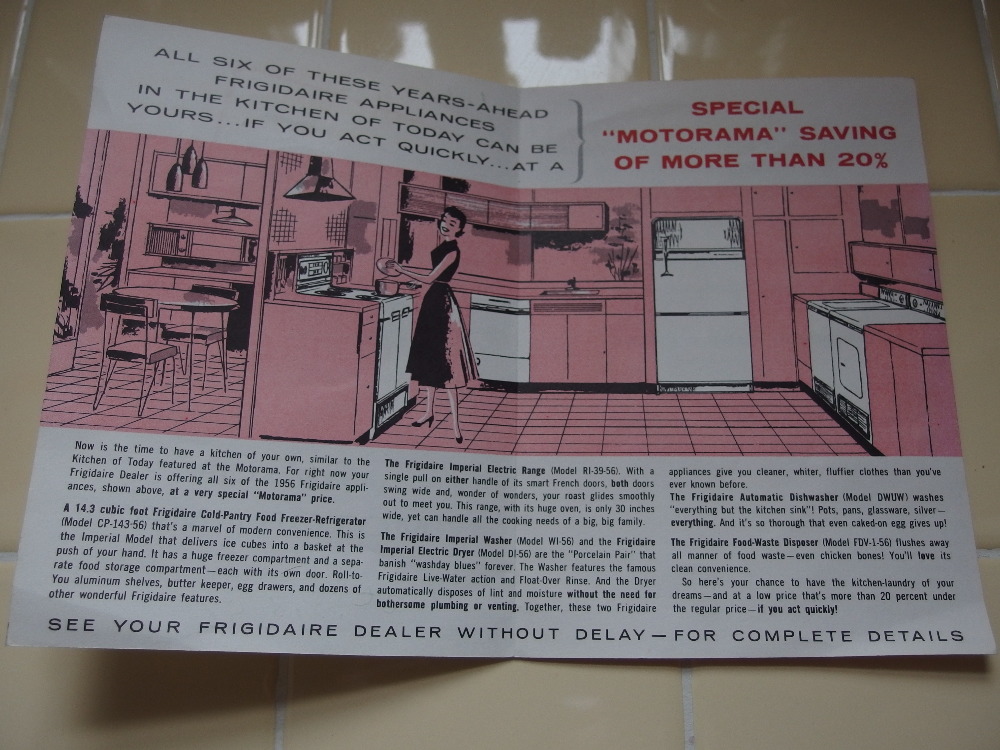 ALL SIX OF THESE YEARS-AHEAD
FRIGIDAIRE APPLIANCES
IN THE KITCHEN OF TODAY CAN BE
YOURS...IF YOU ACT QUICKLY...AT A
SPECIAL
"MOTORAMA" SAVING
OF MORE THAN 20%
Now is the time to have a kitchen of your own, similar to the
Kitchen of Today featured at the Motorama. For right now your
Frigidaire Dealer is offering all six of the 1956 Frigidaire appli-
ances, shown above, at a very special "Motorama" price.
A 14.3 cubic foot Frigidaire Cold-Pantry Food Freezer-Refrigerator
(Model CP-143-56) that's a marvel of modern convenience. This is
the Imperial Model that delivers ice cubes into a basket at the
push of your hand. It has a huge freezer compartment and a sepa-
rate food storage compartment—each with its own door. Roll-to-
You aluminum shelves, butter keeper, egg drawers, and dozens of
other wonderful Frigidaire features.
The Frigidaire Imperial Electric Range (Model RI-39-56). With a
single pull on either handle of its smart French doors, both doors
swing wide and, wonder of wonders, your roast glides smoothly
out to meet you. This range, with its huge oven, is only 30 inches
wide, yet can handle all the cooking needs of a big, big family.
The Frigidaire Imperial Washer (Model WI-56) and the Frigidaire
Imperial Electric Dryer (Model DI-56) are the "Porcelain Pair" that
banish "washday blues" forever. The Washer features the famous
Frigidaire Live-Water action and Float-Over Rinse. And the Dryer
automatically disposes of lint and moisture without the need for
bothersome plumbing or venting. Together, these two Frigidaire
appliances give you cleaner, whiter, fluffier clothes than you've
ever known before.
The Frigidaire Automatic Dishwasher (Model DWUW) washes
"everything but the kitchen sink"! Pots, pans, glassware, silver—
everything. And it's so thorough that even caked-on egg gives up!
The Frigidaire Food-Waste Disposer (Model FDV-1-56) flushes away
all manner of food waste—even chicken bones! You'll love its
clean convenience.
So here's your chance to have the kitchen-laundry of your
dreams—and at a low price that's more than 20 percent under
the regular price—if you act quickly!
SEE YOUR FRIGIDAIRE DEALER WITHOUT DELAY—FOR COMPLETE DETAILS